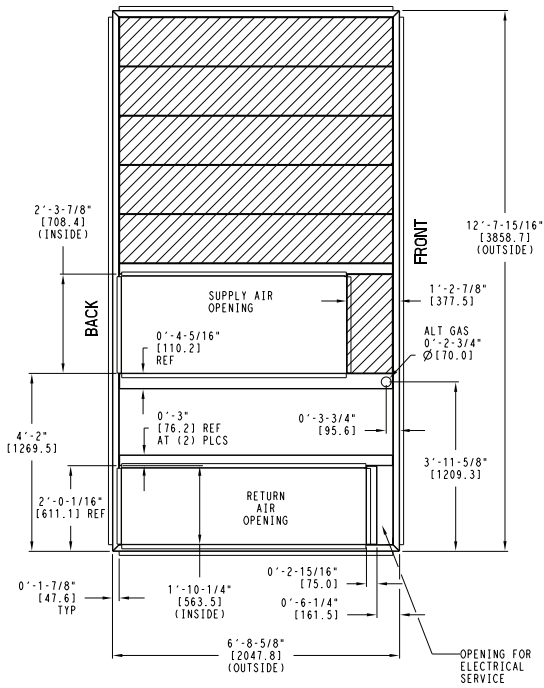 2'-3-7/8"
[708.4]
(INSIDE)
12'-7-15/16"
[3858.7]
(OUTSIDE)
FRONT
BACK
SUPPLY AIR
OPENING
1'-2-7/8"
[377.5]
0'-4-5/16"
[110.2]
REF
ALT GAS
0'-2-3/4"
Ø[70.0]
0'-3"
[76.2] REF
AT (2) PLCS
0'-3-3/4"
[95.6]
4'-2"
[1269.5]
3'-11-5/8"
[1209.3]
2'-0-1/16"
[611.1] REF
RETURN
AIR
OPENING
0'-1-7/8"
[47.6]
TYP
1'-10-1/4"
[563.5]
(INSIDE)
0'-2-15/16"
[75.0]
0'-6-1/4"
[161.5]
6'-8-5/8"
[2047.8]
(OUTSIDE)
OPENING FOR
ELECTRICAL
SERVICE